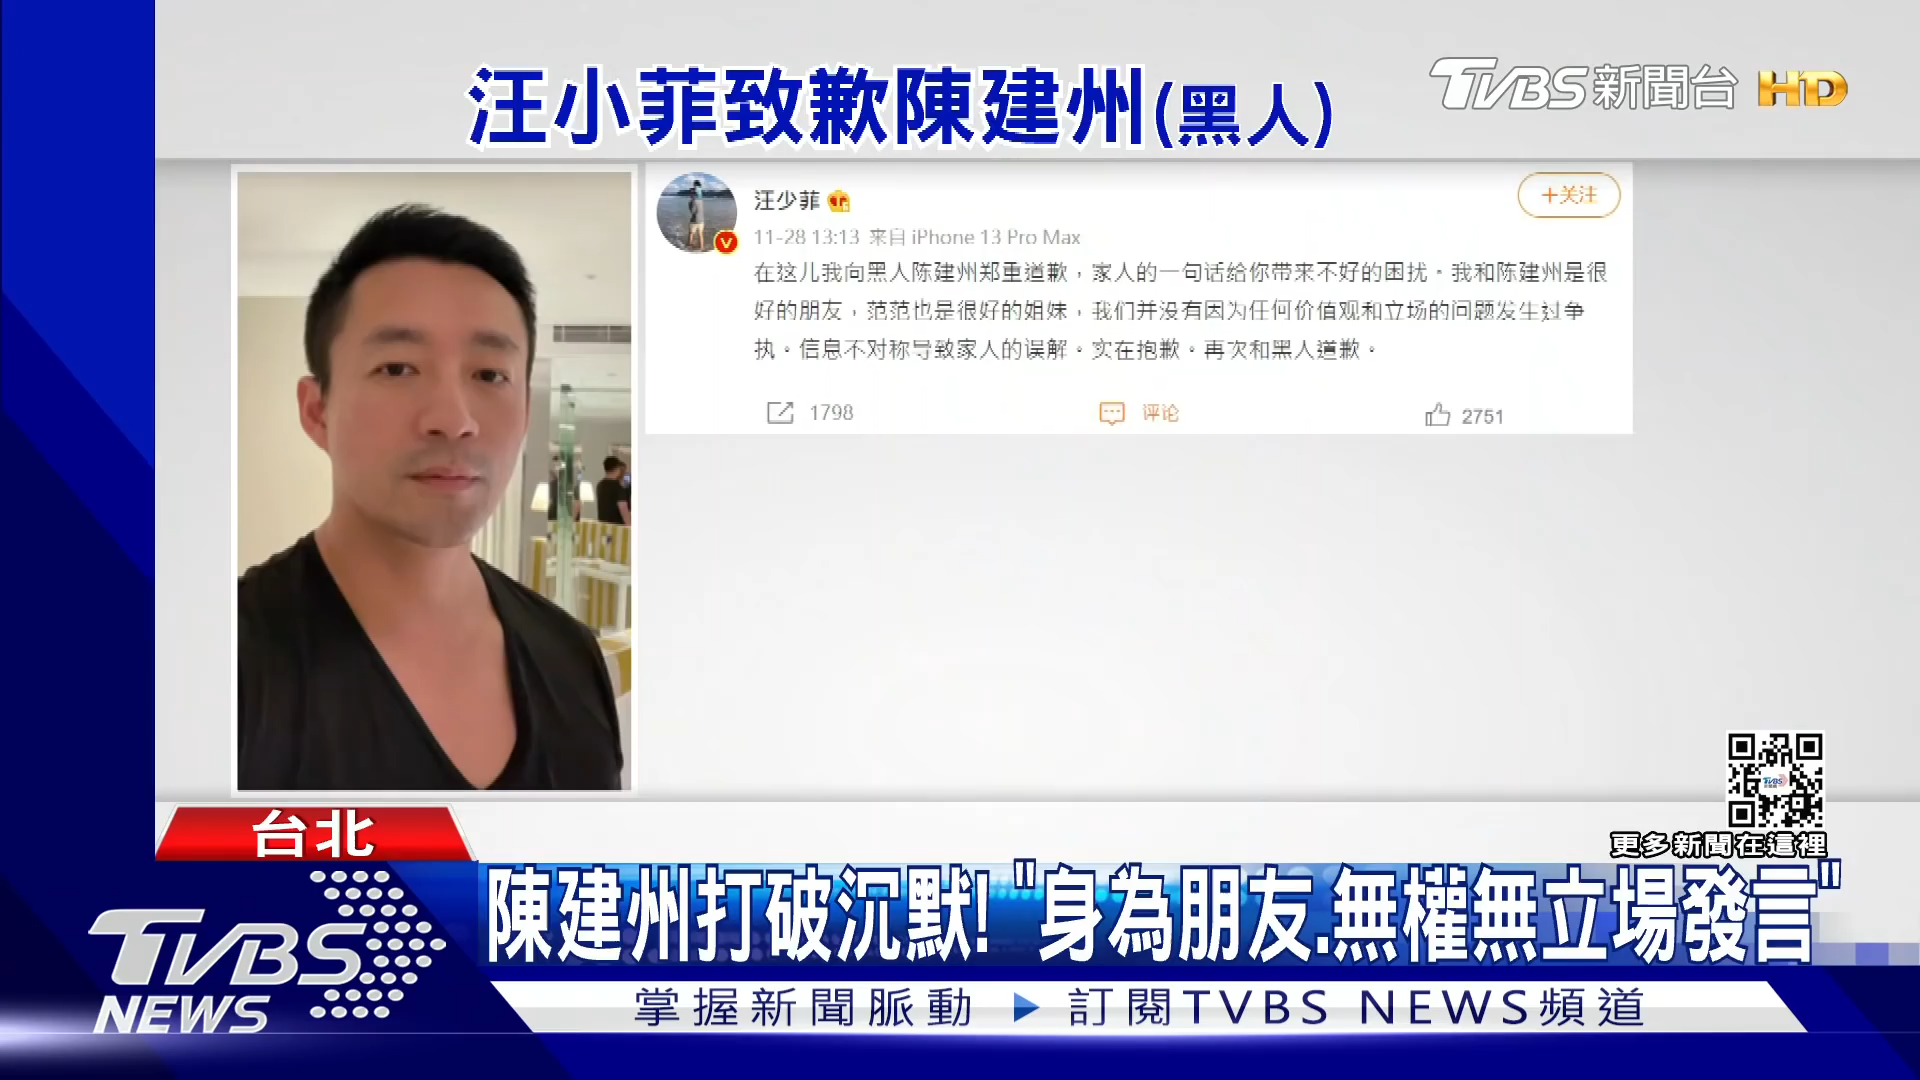 汪小菲致歉陳建州(黑人)
TVBS新聞台 HD
汪少菲
+关注
11-28 13:13 来自 iPhone 13 Pro Max
在这儿我向黑人陈建州郑重道歉，家人的一句话给你带来不好的困扰。我和陈建州是很
好的朋友，范范也是很好的姐妹，我们并没有因为任何价值观和立场的问题发生过争
执。信息不对称导致家人的误解。实在抱歉。再次和黑人道歉。
1798
评论
2751
更多新聞在這裡
台北
陳建州打破沉默! "身為朋友.無權無立場發言"
TVBS
NEWS
掌握新聞脈動 ▶ 訂閱TVBS NEWS頻道